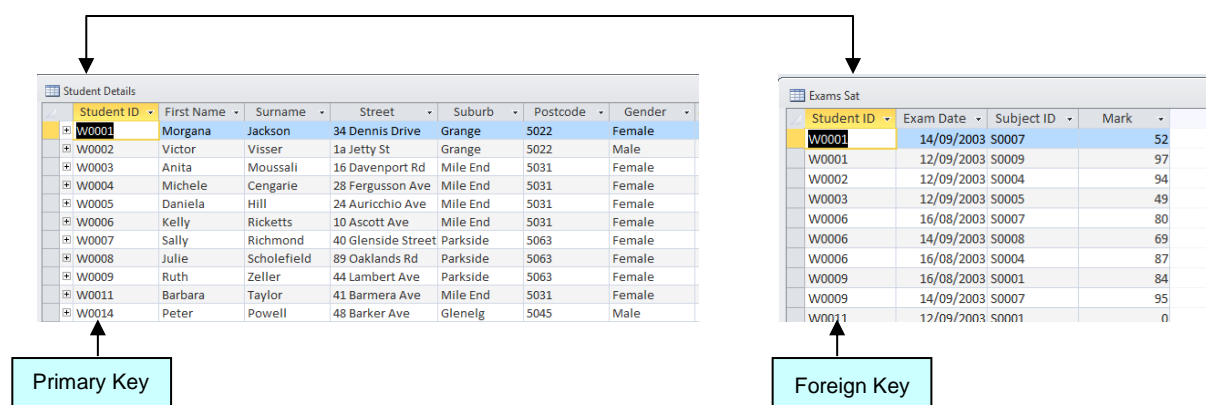 Student Details
Student ID First Name Surname Street Suburb Postcode Gender
W0001 Morgana Jackson 34 Dennis Drive Grange 5022 Female
W0002 Victor Visser 1a Jetty St Grange 5022 Male
W0003 Anita Moussali 16 Davenport Rd Mile End 5031 Female
W0004 Michele Cengarie 28 Fergusson Ave Mile End 5031 Female
W0005 Daniela Hill 24 Auricchio Ave Mile End 5031 Female
W0006 Kelly Ricketts 10 Ascott Ave Mile End 5031 Female
W0007 Sally Richmond 40 Glenside Street Parkside 5063 Female
W0008 Julie Scholefield 89 Oaklands Rd Parkside 5063 Female
W0009 Ruth Zeller 44 Lambert Ave Parkside 5063 Female
W0011 Barbara Taylor 41 Barmera Ave Mile End 5031 Female
W0014 Peter Powell 48 Barker Ave Glenelg 5045 Male
Primary Key
Exams Sat
Student ID Exam Date Subject ID Mark
W0001 14/09/2003 S0007 52
W0001 12/09/2003 S0009 97
W0002 12/09/2003 S0004 94
W0003 12/09/2003 S0005 49
W0006 16/08/2003 S0007 80
W0006 14/09/2003 S0008 69
W0006 16/08/2003 S0004 87
W0009 16/08/2003 S0001 84
W0009 14/09/2003 S0007 95
W0011 12/09/2003 S0001 0
Foreign Key